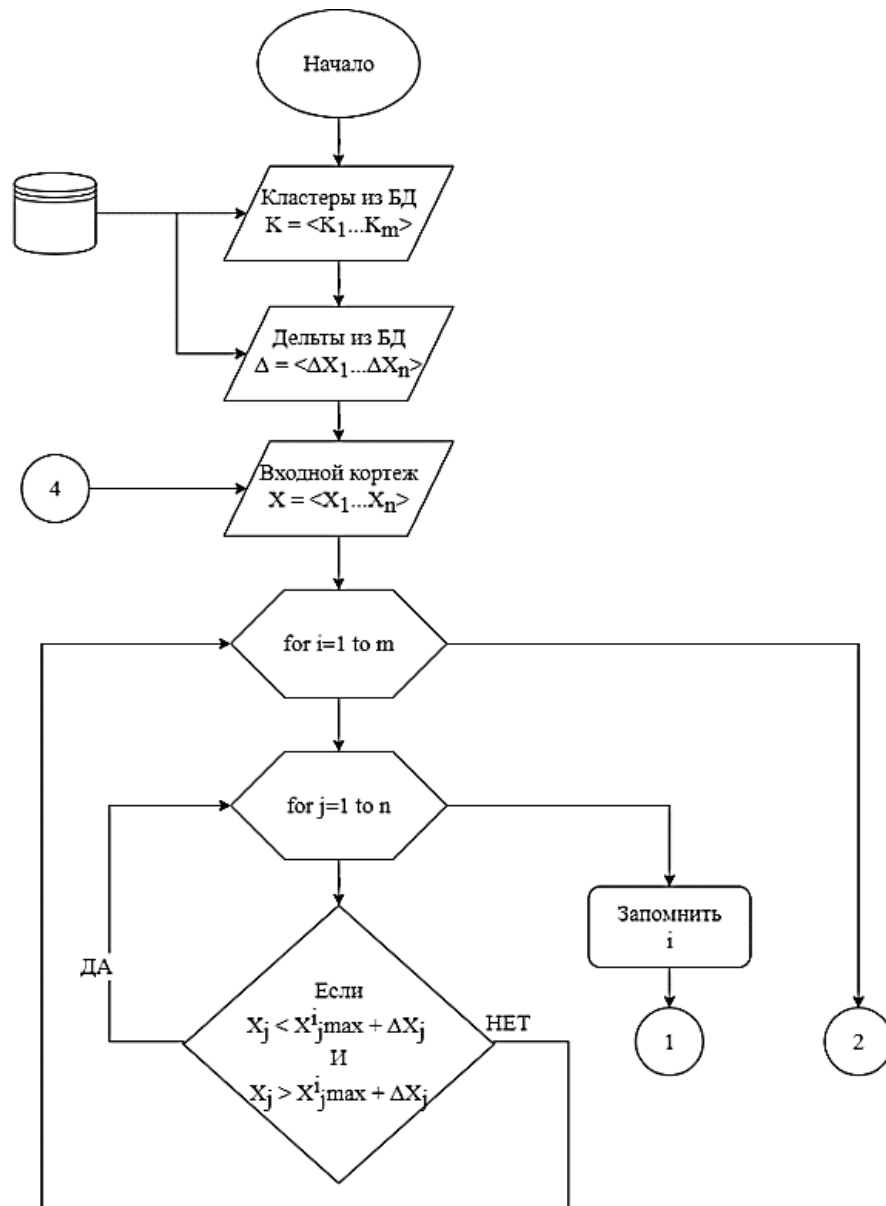 Начало
Кластеры из БД
K = <K₁...Kₘ>
Дельты из БД
Δ = <ΔX₁...ΔXₙ>
4
Входной кортеж
X = <X₁...Xₙ>
for i=1 to m
for j=1 to n
Запомнить
i
ДА
Если
Xⱼ < Xⁱⱼmax + ΔXⱼ
И
Xⱼ > Xⁱⱼmax + ΔXⱼ
НЕТ
1
2